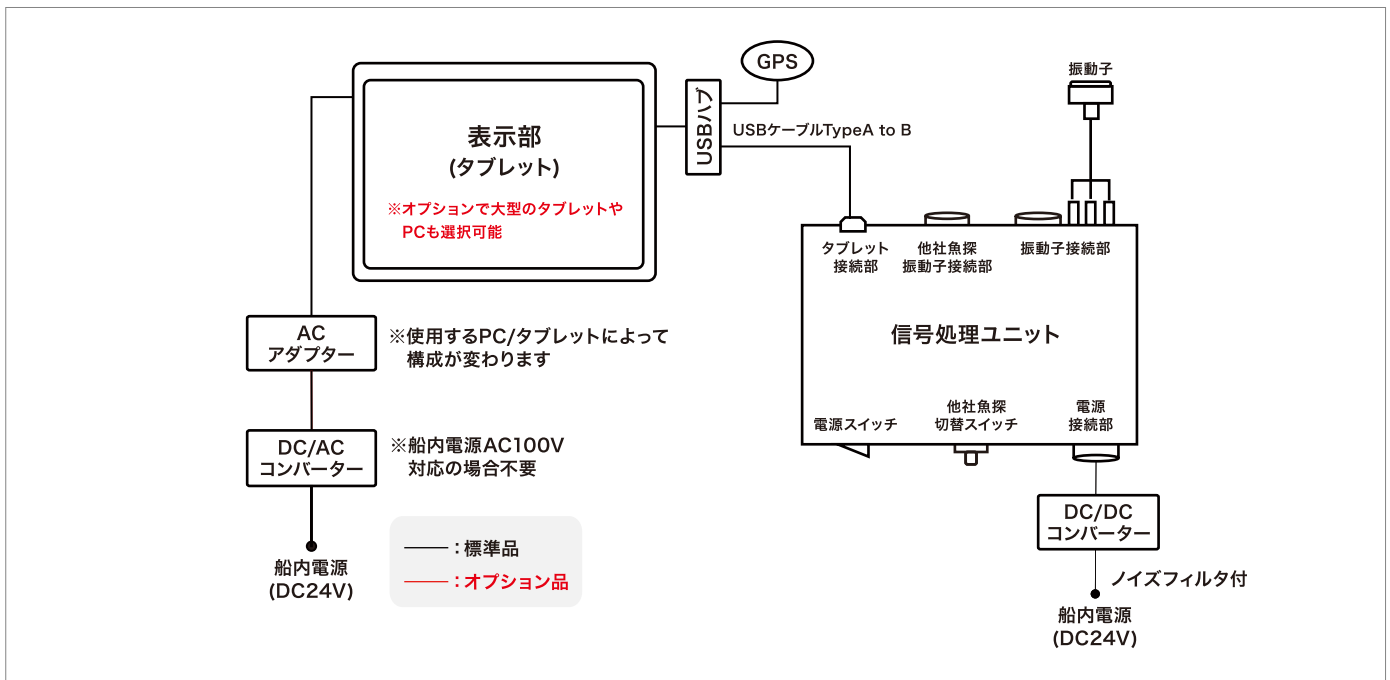 GPS
振動子
USBハブ
USBケーブルTypeA to B
表示部
(タブレット)
※オプションで大型のタブレットや
PCも選択可能
タブレット
接続部
他社魚探
振動子接続部
振動子接続部
信号処理ユニット
AC
アダプター
※使用するPC/タブレットによって
構成が変わります
電源スイッチ
他社魚探
切替スイッチ
電源
接続部
DC/AC
コンバーター
※船内電源AC100V
対応の場合不要
DC/DC
コンバーター
：標準品
：オプション品
船内電源
(DC24V)
ノイズフィルタ付
船内電源
(DC24V)